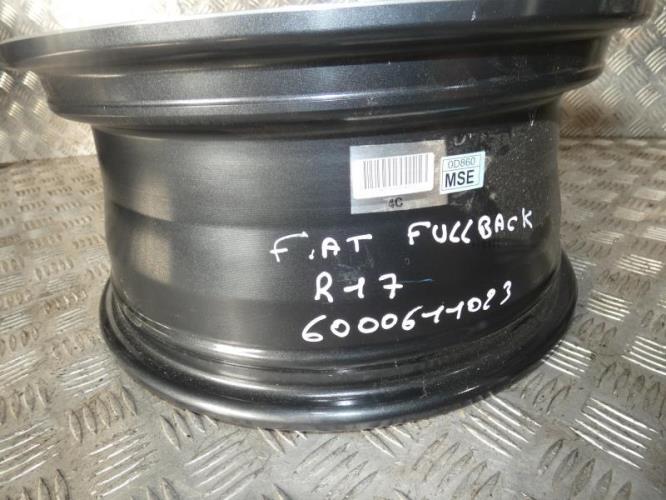 0D860
MSE
4C
FIAT FULLBACK
R17
6000611023